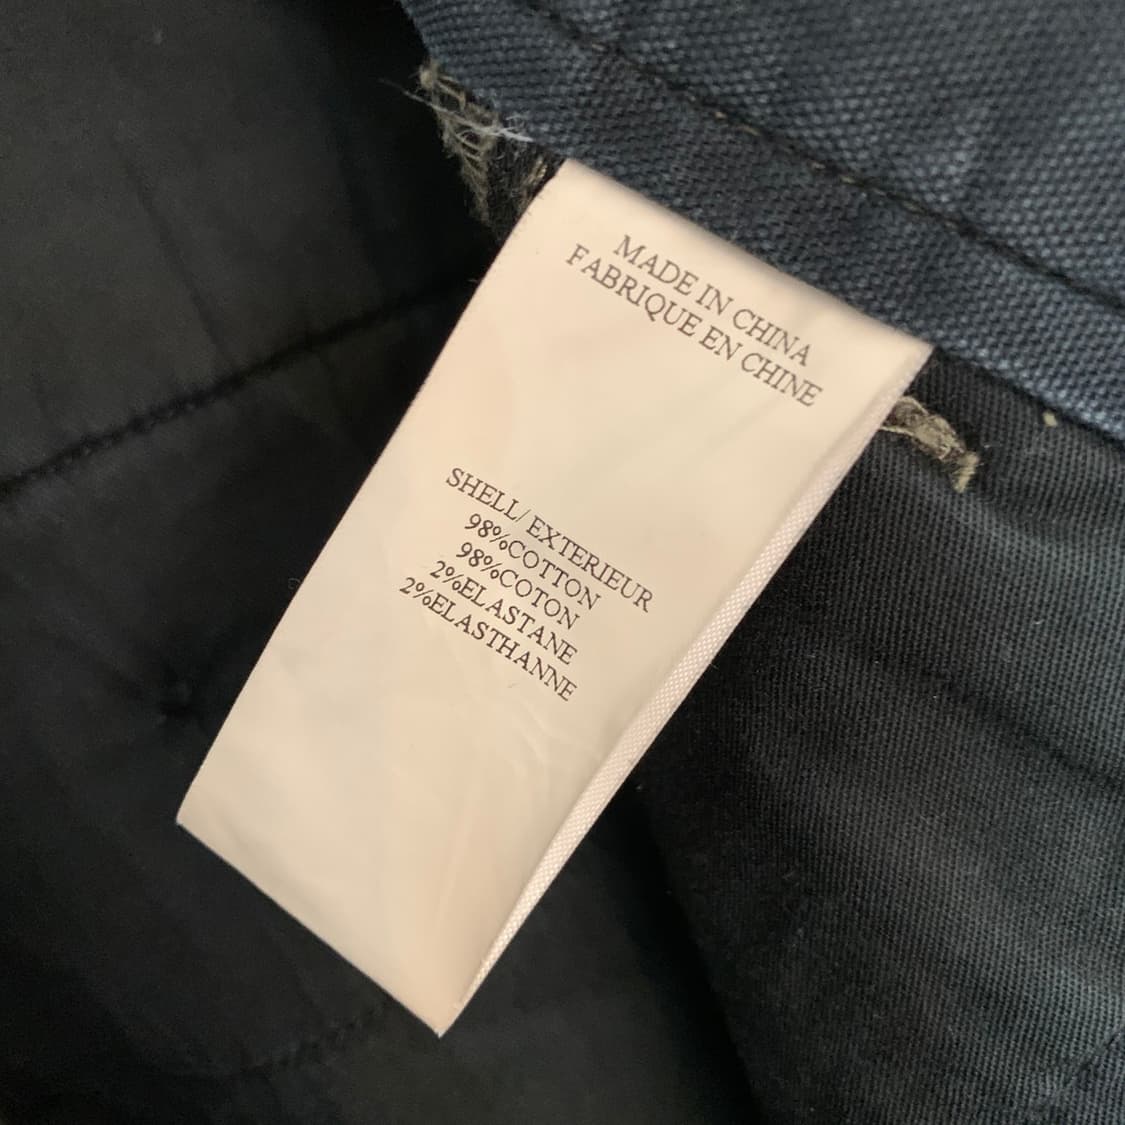 MADE IN CHINA
FABRIQUE EN CHINE
SHELL/EXTERIEUR
98%COTTON
98%COTON
2%ELASTANE
2%ELASTHANNE